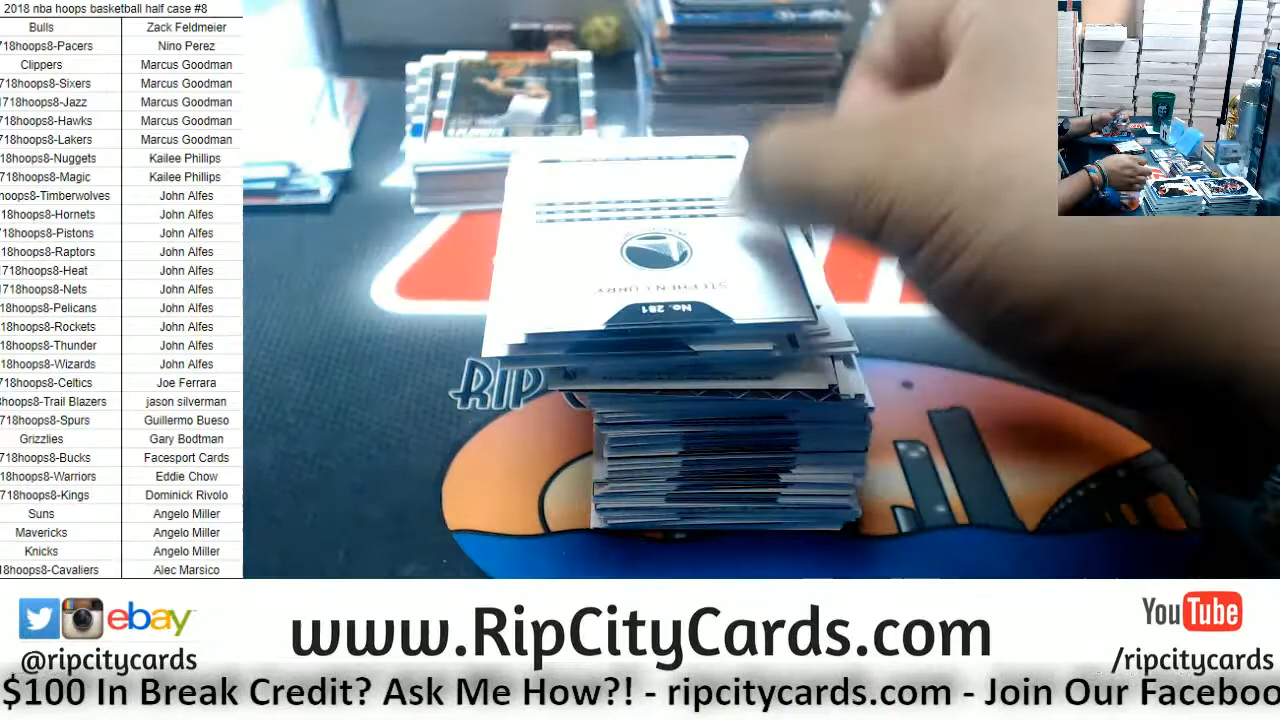 2018 nba hoops basketball half case #8
Bulls Zack Feldmeier
718hoops8-Pacers Nino Perez
Clippers Marcus Goodman
718hoops8-Sixers Marcus Goodman
1718hoops8-Jazz Marcus Goodman
718hoops8-Hawks Marcus Goodman
718hoops8-Lakers Marcus Goodman
18hoops8-Nuggets Kailee Phillips
718hoops8-Magic Kailee Phillips
hoops8-Timberwolves John Alfes
18hoops8-Hornets John Alfes
718hoops8-Pistons John Alfes
18hoops8-Raptors John Alfes
1718hoops8-Heat John Alfes
1718hoops8-Nets John Alfes
18hoops8-Pelicans John Alfes
18hoops8-Rockets John Alfes
18hoops8-Thunder John Alfes
18hoops8-Wizards John Alfes
718hoops8-Celtics Joe Ferrara
hoops8-Trail Blazers jason silverman
718hoops8-Spurs Guillermo Bueso
Grizzlies Gary Bodtman
718hoops8-Bucks Facesport Cards
18hoops8-Warriors Eddie Chow
718hoops8-Kings Dominick Rivolo
Suns Angelo Miller
Mavericks Angelo Miller
Knicks Angelo Miller
18hoops8-Cavaliers Alec Marsico
STEPHEN CURRY
No. 281
RIP
ebay
@ripcitycards
www.RipCityCards.com
YouTube
/ripcitycards
$100 In Break Credit? Ask Me How?! - ripcitycards.com - Join Our Faceboo